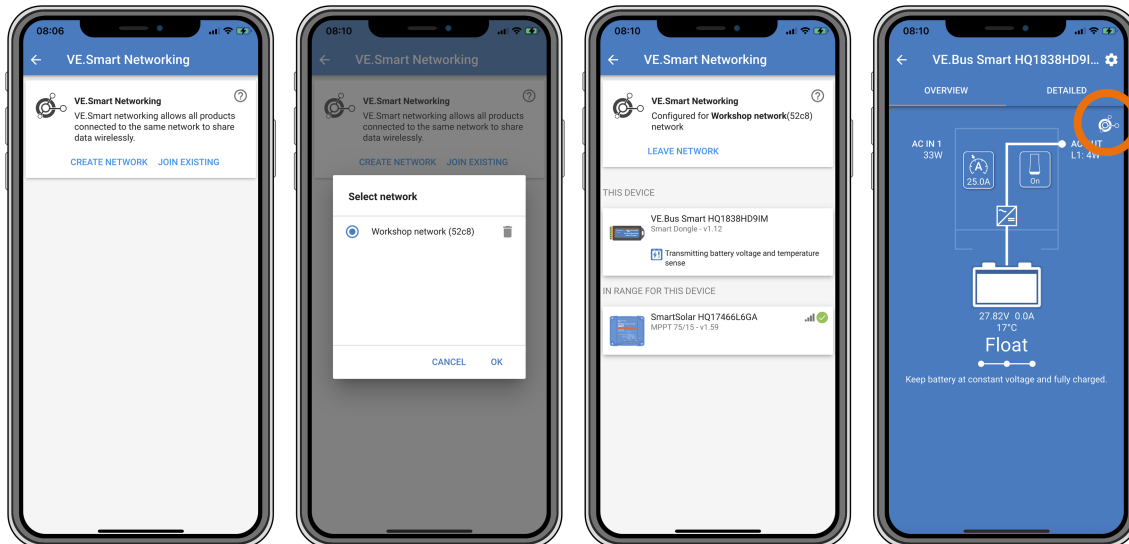 08:06
VE.Smart Networking
VE.Smart Networking
VE.Smart networking allows all products
connected to the same network to share
data wirelessly.
CREATE NETWORK JOIN EXISTING
08:10
VE.Smart Networking
VE.Smart Networking
VE.Smart networking allows all products
connected to the same network to share
data wirelessly.
CREATE NETWORK JOIN EXISTING
Select network
Workshop network (52c8)
CANCEL OK
08:10
VE.Smart Networking
VE.Smart Networking
Configured for Workshop network(52c8)
network
LEAVE NETWORK
THIS DEVICE
VE.Bus Smart HQ1838HD9IM
Smart Dongle - v1.12
Transmitting battery voltage and temperature
sense
IN RANGE FOR THIS DEVICE
SmartSolar HQ17466L6GA
MPPT 75/15 - v1.59
08:10
VE.Bus Smart HQ1838HD9I...
OVERVIEW DETAILED
AC IN 1
33W
L1: 4W
A
25.0A
On
27.82V 0.0A
17°C
Float
Keep battery at constant voltage and fully charged.